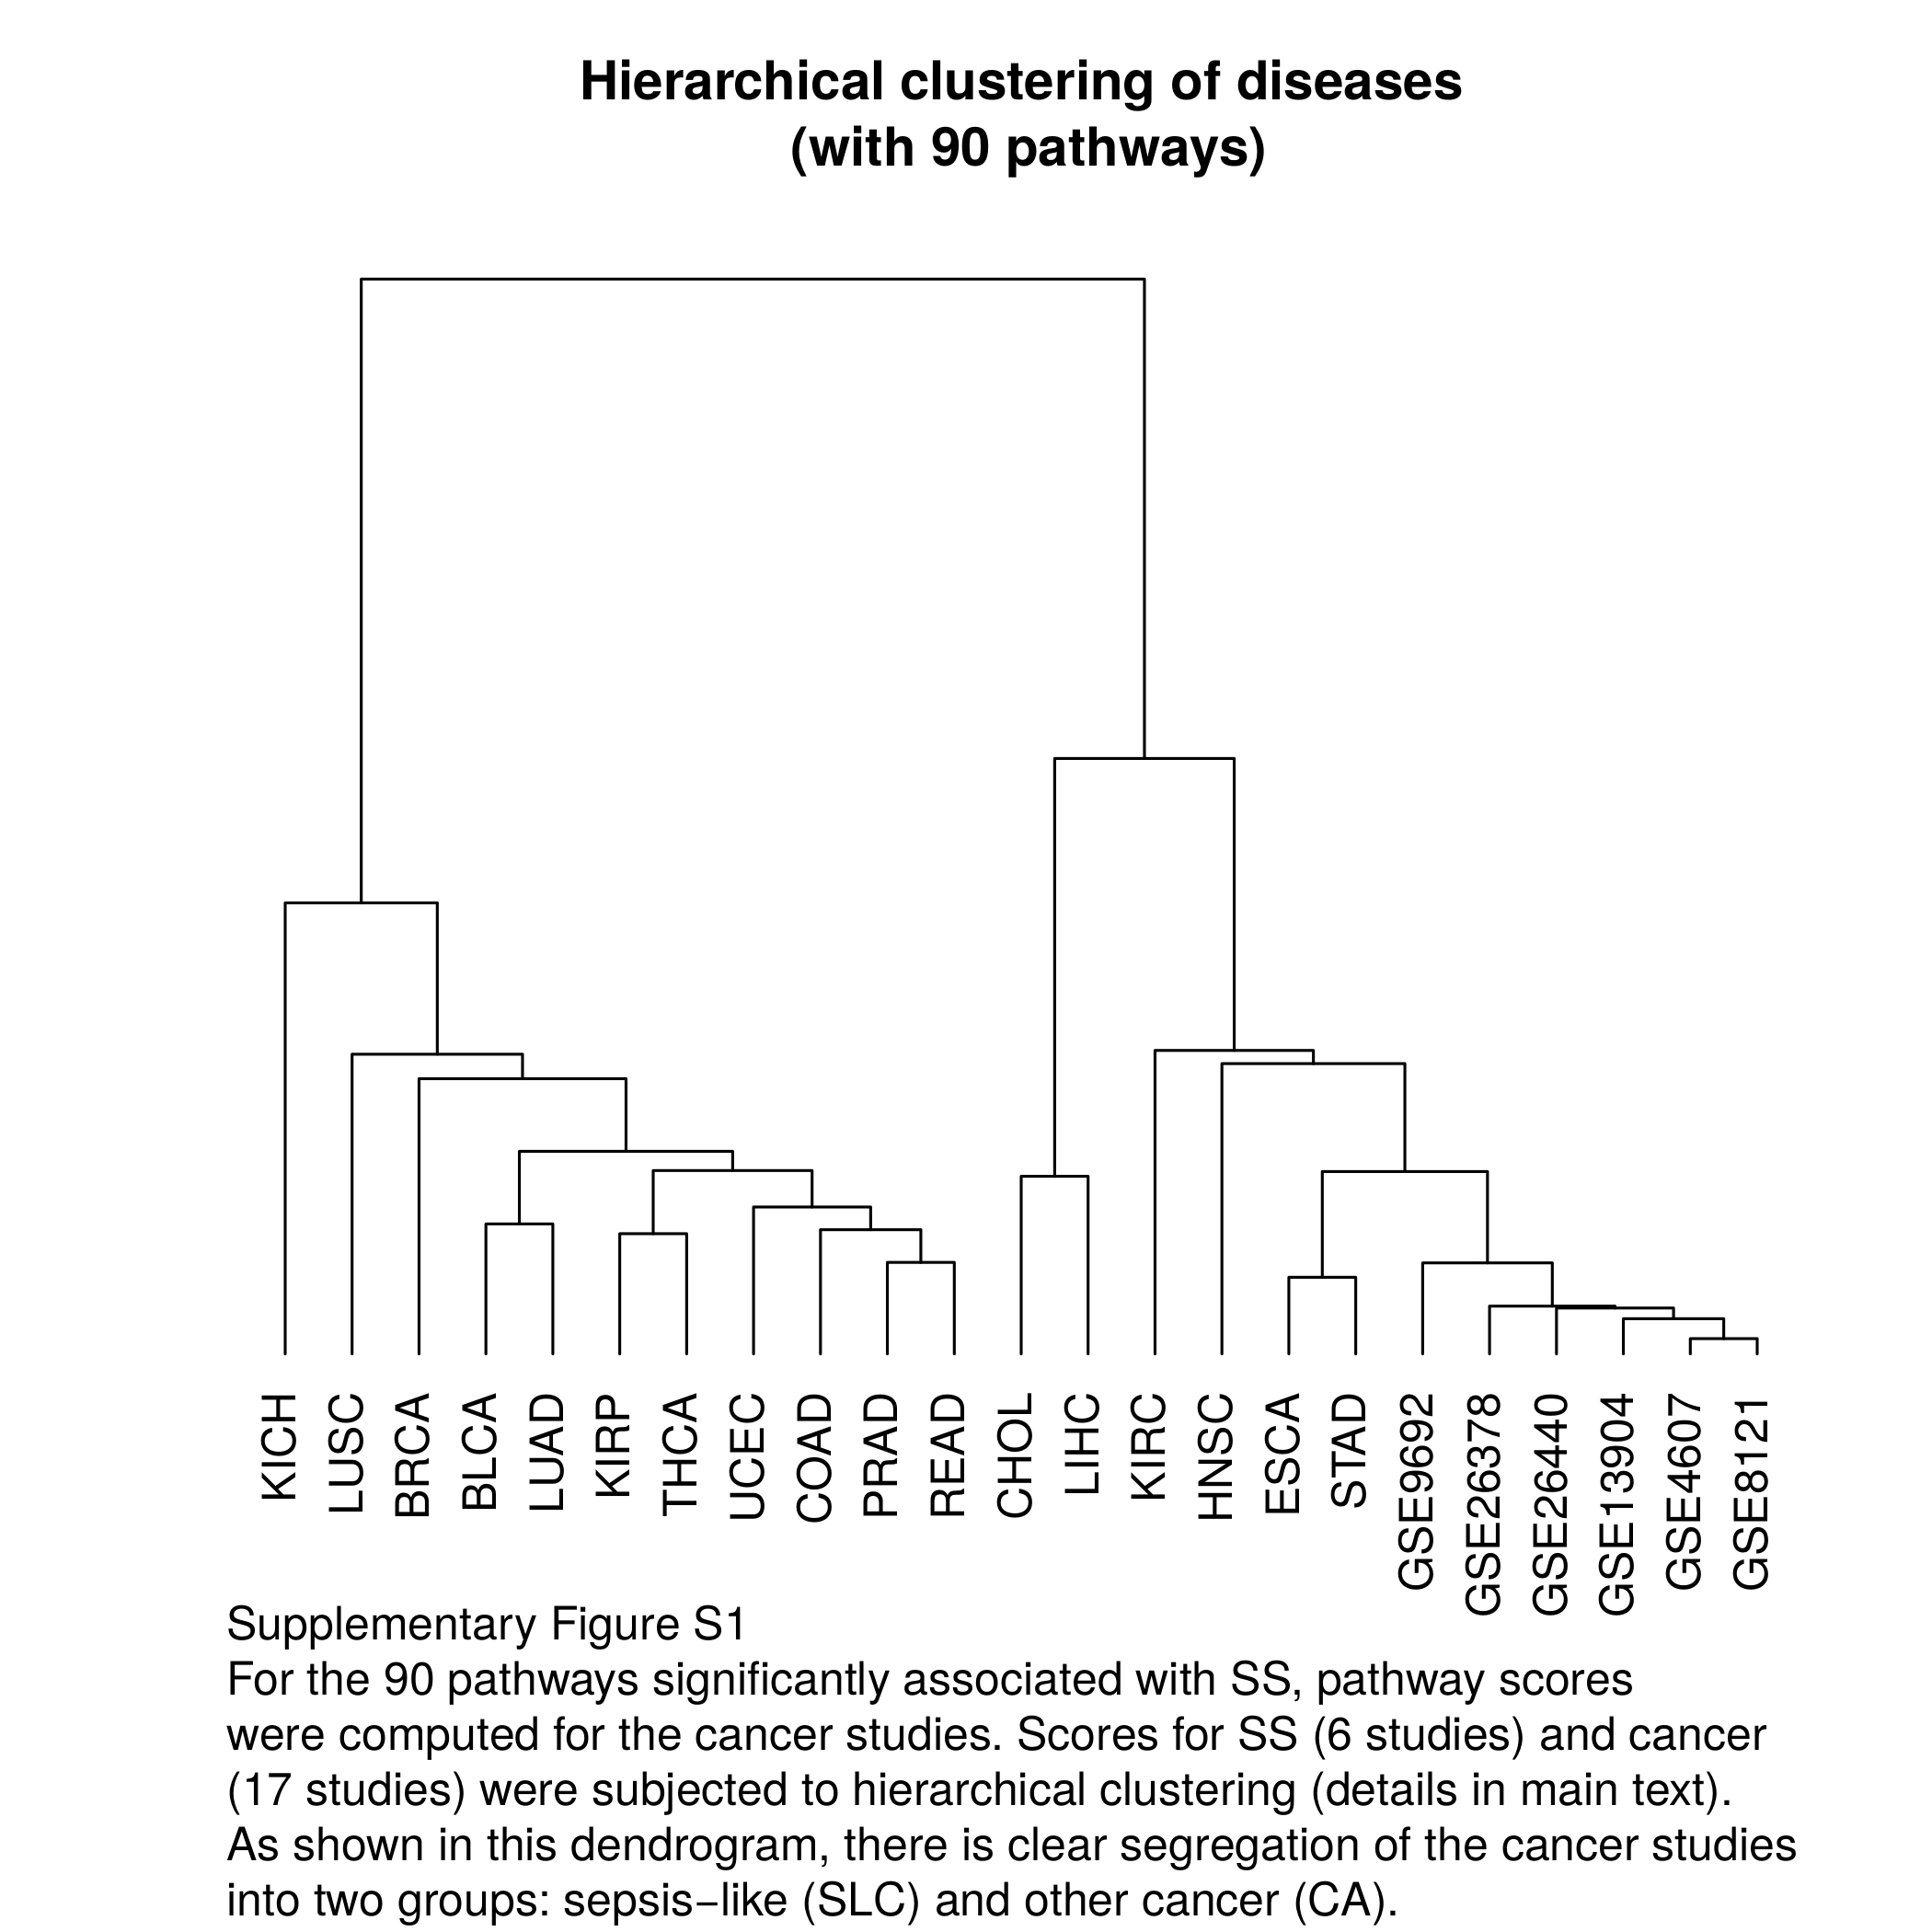 Hierarchical clustering of diseases
(with 90 pathways)
KICH
LUSC
BRCA
BLCA
LUAD
KIRP
THCA
UCEC
COAD
PRAD
READ
CHOL
LIHC
KIRC
HNSC
ESCA
STAD
GSE9692
GSE26378
GSE26440
GSE13904
GSE4607
GSE8121
Supplementary Figure S1
For the 90 pathways significantly associated with SS, pathway scores
were computed for the cancer studies. Scores for SS (6 studies) and cancer
(17 studies) were subjected to hierarchical clustering (details in main text).
As shown in this dendrogram, there is clear segregation of the cancer studies
into two groups: sepsis−like (SLC) and other cancer (CA).